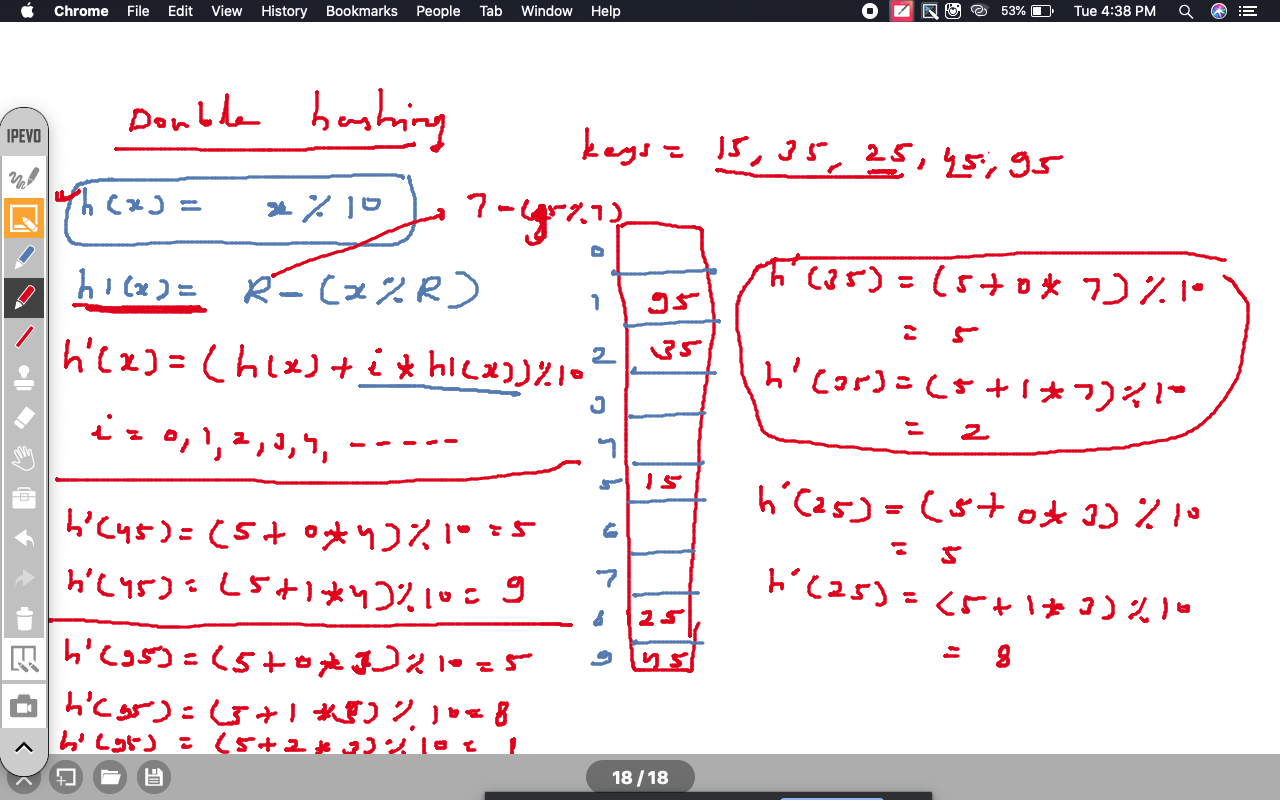 Chrome File Edit View History Bookmarks People Tab Window Help 53% Tue 4:38 PM
IPEVO
Double hashing
keys = 15, 35, 25, 45, 95
h(x) = x % 10
7-(95%7)
h1(x) = R-(x%R)
h'(x) = (h(x) + i * h1(x))%10
i = 0, 1, 2, 3, 4, -----
h'(45) = (5+0*4)%10=5
h'(45) = (5+1*4)%10= 9
h'(95) = (5+0*3)%10=5
h'(95) = (5+1*3)%10=8
h'(95) = (5+2*3)%10= 1
0
1 95
2 35
3
4
5 15
6
7
8 25
9 45
h'(35) = (5+0*7)%10
= 5
h'(35) = (5+1*7)%10
= 2
h'(25) = (5+0*3)%10
= 5
h'(25) = (5+1*3)%10
= 8
18 / 18